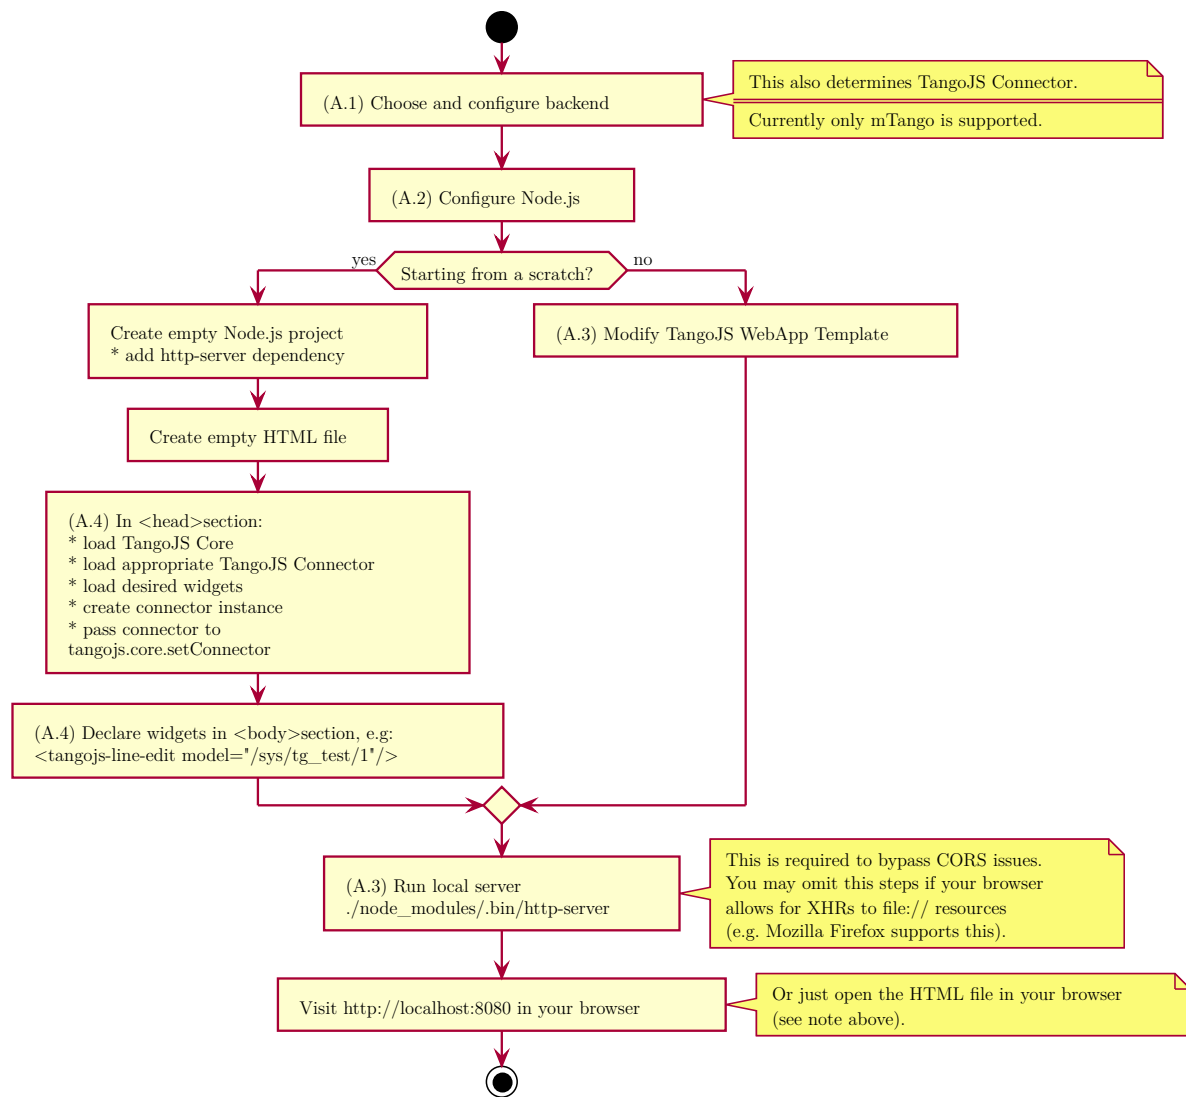 (A.1) Choose and configure backend
This also determines TangoJS Connector.
Currently only mTango is supported.
(A.2) Configure Node.js
yes
Starting from a scratch?
no
Create empty Node.js project
* add http-server dependency
(A.3) Modify TangoJS WebApp Template
Create empty HTML file
(A.4) In <head>section:
* load TangoJS Core
* load appropriate TangoJS Connector
* load desired widgets
* create connector instance
* pass connector to
tangojs.core.setConnector
(A.4) Declare widgets in <body>section, e.g:
<tangojs-line-edit model="/sys/tg_test/1"/>
(A.3) Run local server
./node_modules/.bin/http-server
This is required to bypass CORS issues.
You may omit this steps if your browser
allows for XHRs to file:// resources
(e.g. Mozilla Firefox supports this).
Visit http://localhost:8080 in your browser
Or just open the HTML file in your browser
(see note above).